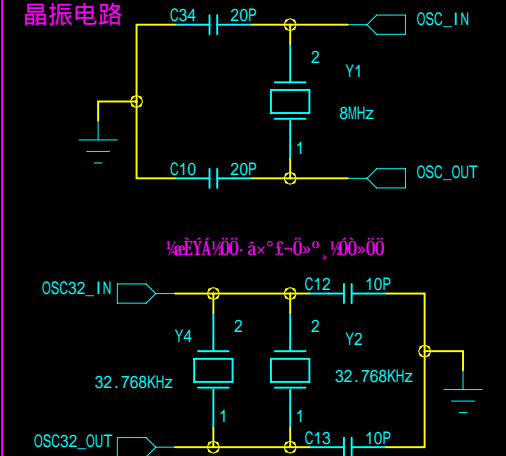 晶振电路
C34 20P OSC_IN
2
Y1
8MHz
1
C10 20P OSC_OUT
OSC32_IN C12 10P
2 2
Y4 Y2
32.768KHz 32.768KHz
1 1
OSC32_OUT C13 10P